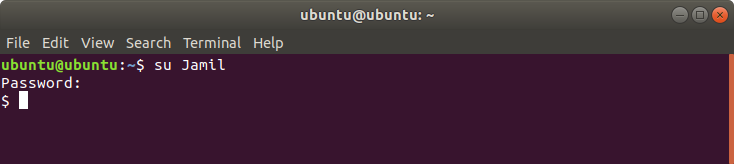 ubuntu@ubuntu: ~
File Edit View Search Terminal Help
ubuntu@ubuntu:~$ su Jamil
Password:
$